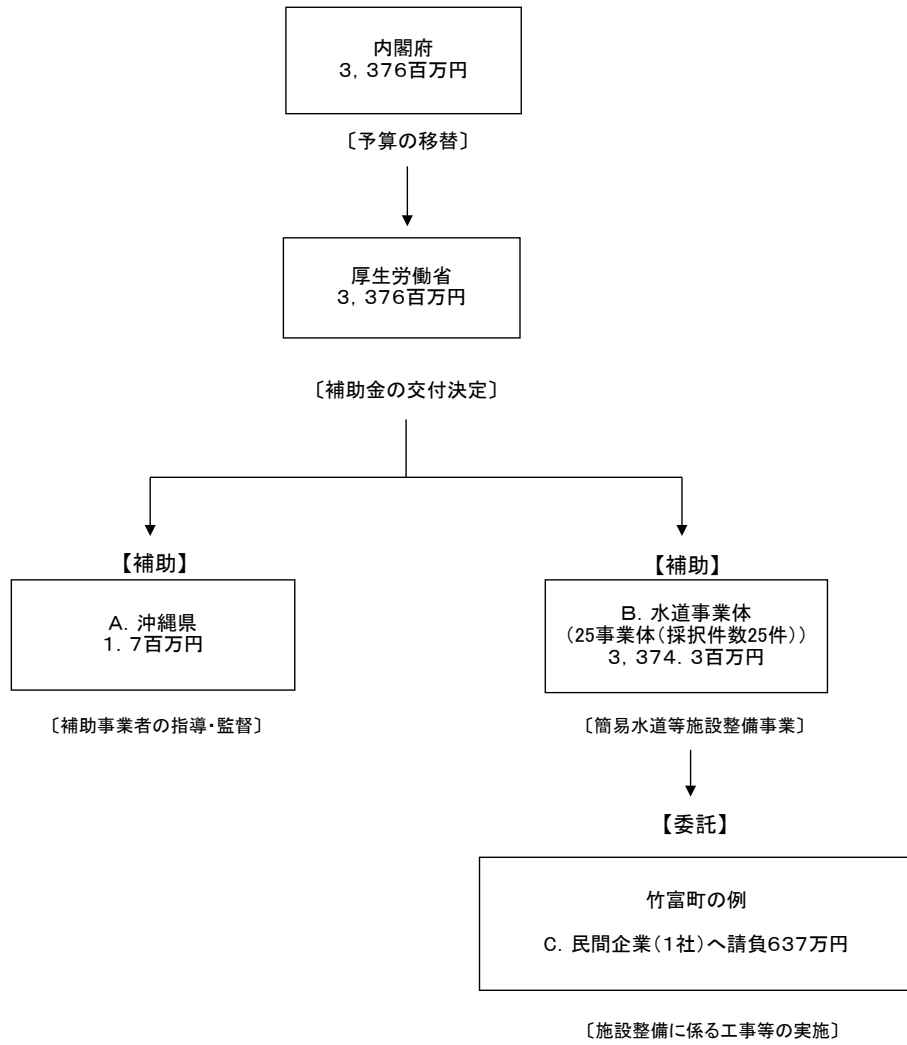 内閣府
3，376百万円
〔予算の移替〕
厚生労働省
3，376百万円
〔補助金の交付決定〕
【補助】
A．沖縄県
1．7百万円
〔補助事業者の指導・監督〕
【補助】
B．水道事業体
（25事業体（採択件数25件））
3，374．3百万円
〔簡易水道等施設整備事業〕
【委託】
竹富町の例
C．民間企業（1社）へ請負637万円
〔施設整備に係る工事等の実施〕